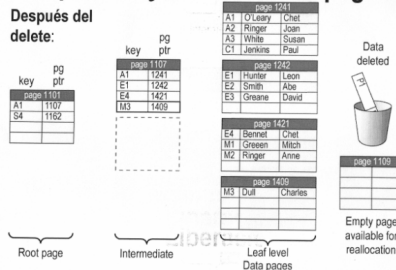 Después del
delete:
key pg ptr
page 1101
A1 1107
S4 1162
Root page
key pg ptr
page 1107
A1 1241
E1 1242
E4 1421
M3 1409
Intermediate
page 1241
A1 O'Leary Chet
A2 Ringer Joan
A3 White Susan
C1 Jenkins Paul
page 1242
E1 Hunter Leon
E2 Smith Abe
E3 Greane David
page 1421
E4 Bennet Chet
M1 Greeen Mitch
M2 Ringer Anne
page 1409
M3 Dull Charles
Leaf level
Data pages
Data
deleted
page 1109
Empty page
available for
reallocation